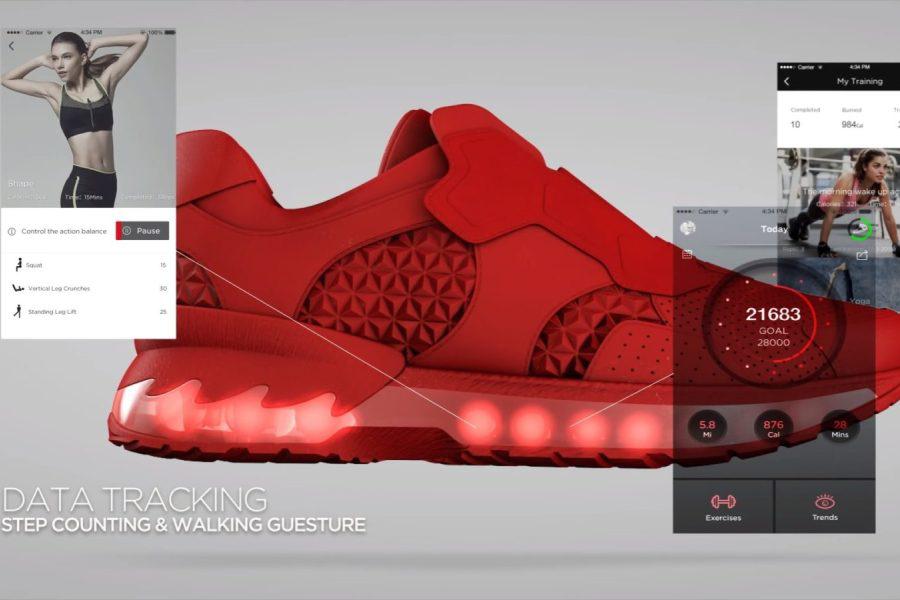 Carrier 4:34 PM 100%
Shape
Time: 15Mins
Control the action balance
Pause
Squat 15
Vertical Leg Crunches 30
Standing Leg Lift 25
DATA TRACKING
STEP COUNTING & WALKING GUESTURE
Carrier 4:34 PM
My Training
Completed Burned
10 984Cal
The morning wake up
Carrier 4:34 PM
Today
Yoga
21683
GOAL
28000
5.8 876 28
Mi Cal Mins
Exercises Trends